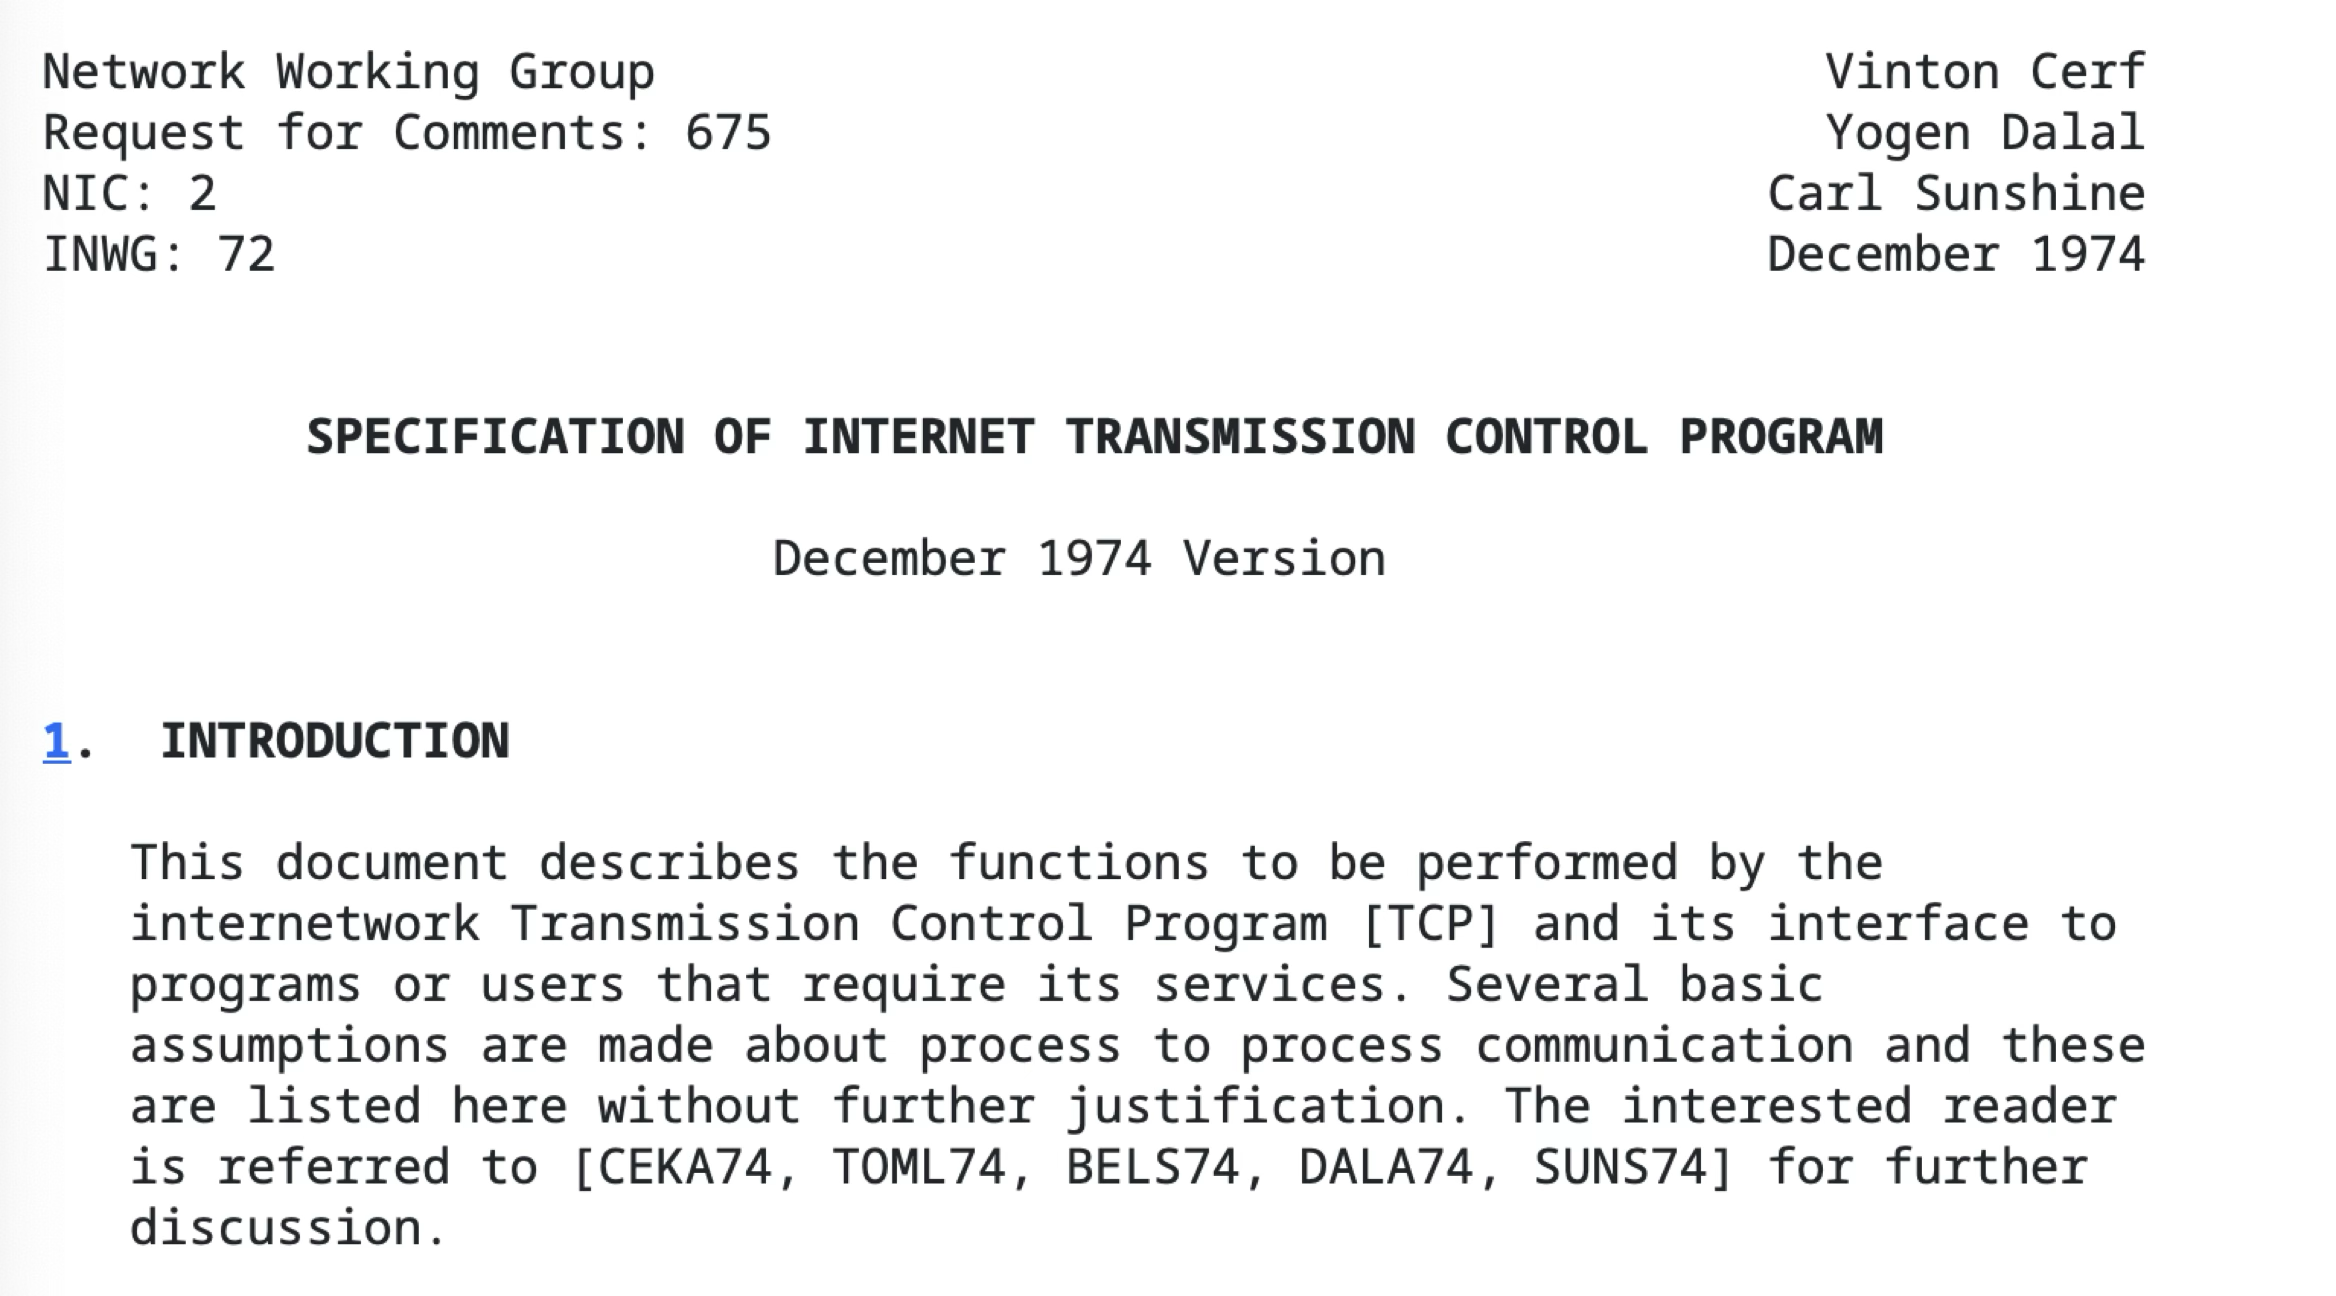 Network Working Group
Vinton Cerf
Request for Comments: 675
Yogen Dalal
NIC: 2
Carl Sunshine
INWG: 72
December 1974
SPECIFICATION OF INTERNET TRANSMISSION CONTROL PROGRAM
December 1974 Version
1. INTRODUCTION
This document describes the functions to be performed by the
internetwork Transmission Control Program [TCP] and its interface to
programs or users that require its services. Several basic
assumptions are made about process to process communication and these
are listed here without further justification. The interested reader
is referred to [CEKA74, TOML74, BELS74, DALA74, SUNS74] for further
discussion.